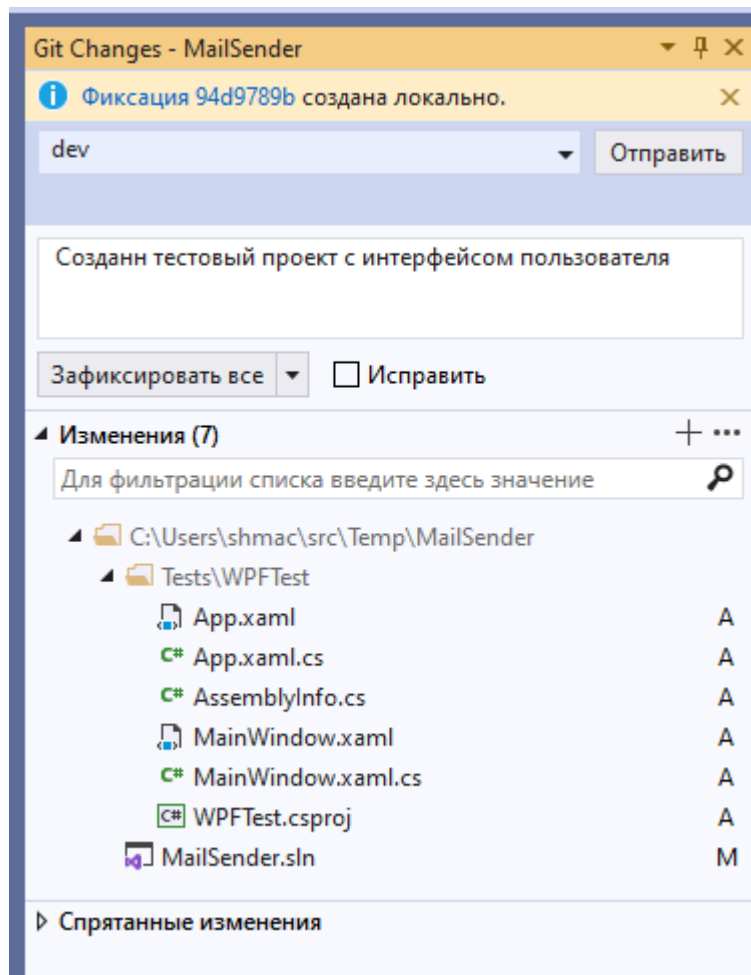 Git Changes - MailSender
Фиксация 94d9789b создана локально.
dev
Отправить
Созданн тестовый проект с интерфейсом пользователя
Зафиксировать все
Исправить
Изменения (7)
Для фильтрации списка введите здесь значение
C:\Users\shmac\src\Temp\MailSender
Tests\WPFTest
App.xaml A
C# App.xaml.cs A
C# AssemblyInfo.cs A
MainWindow.xaml A
C# MainWindow.xaml.cs A
C# WPFTest.csproj A
MailSender.sln M
Спрятанные изменения